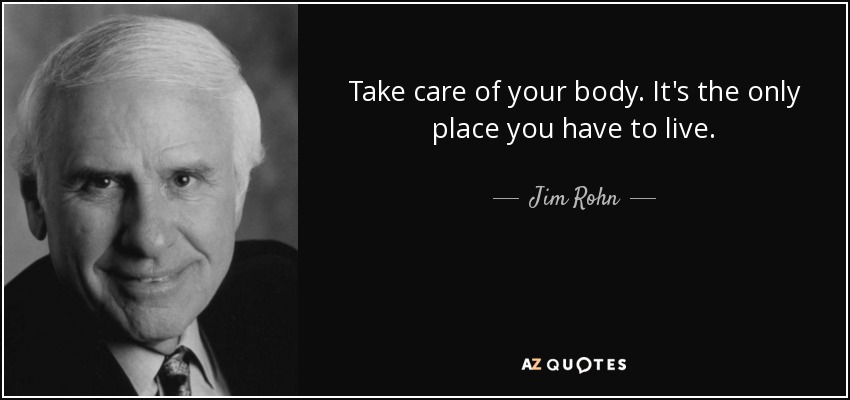 Take care of your body. It's the only
place you have to live.
Jim Rohn
AZ QUOTES